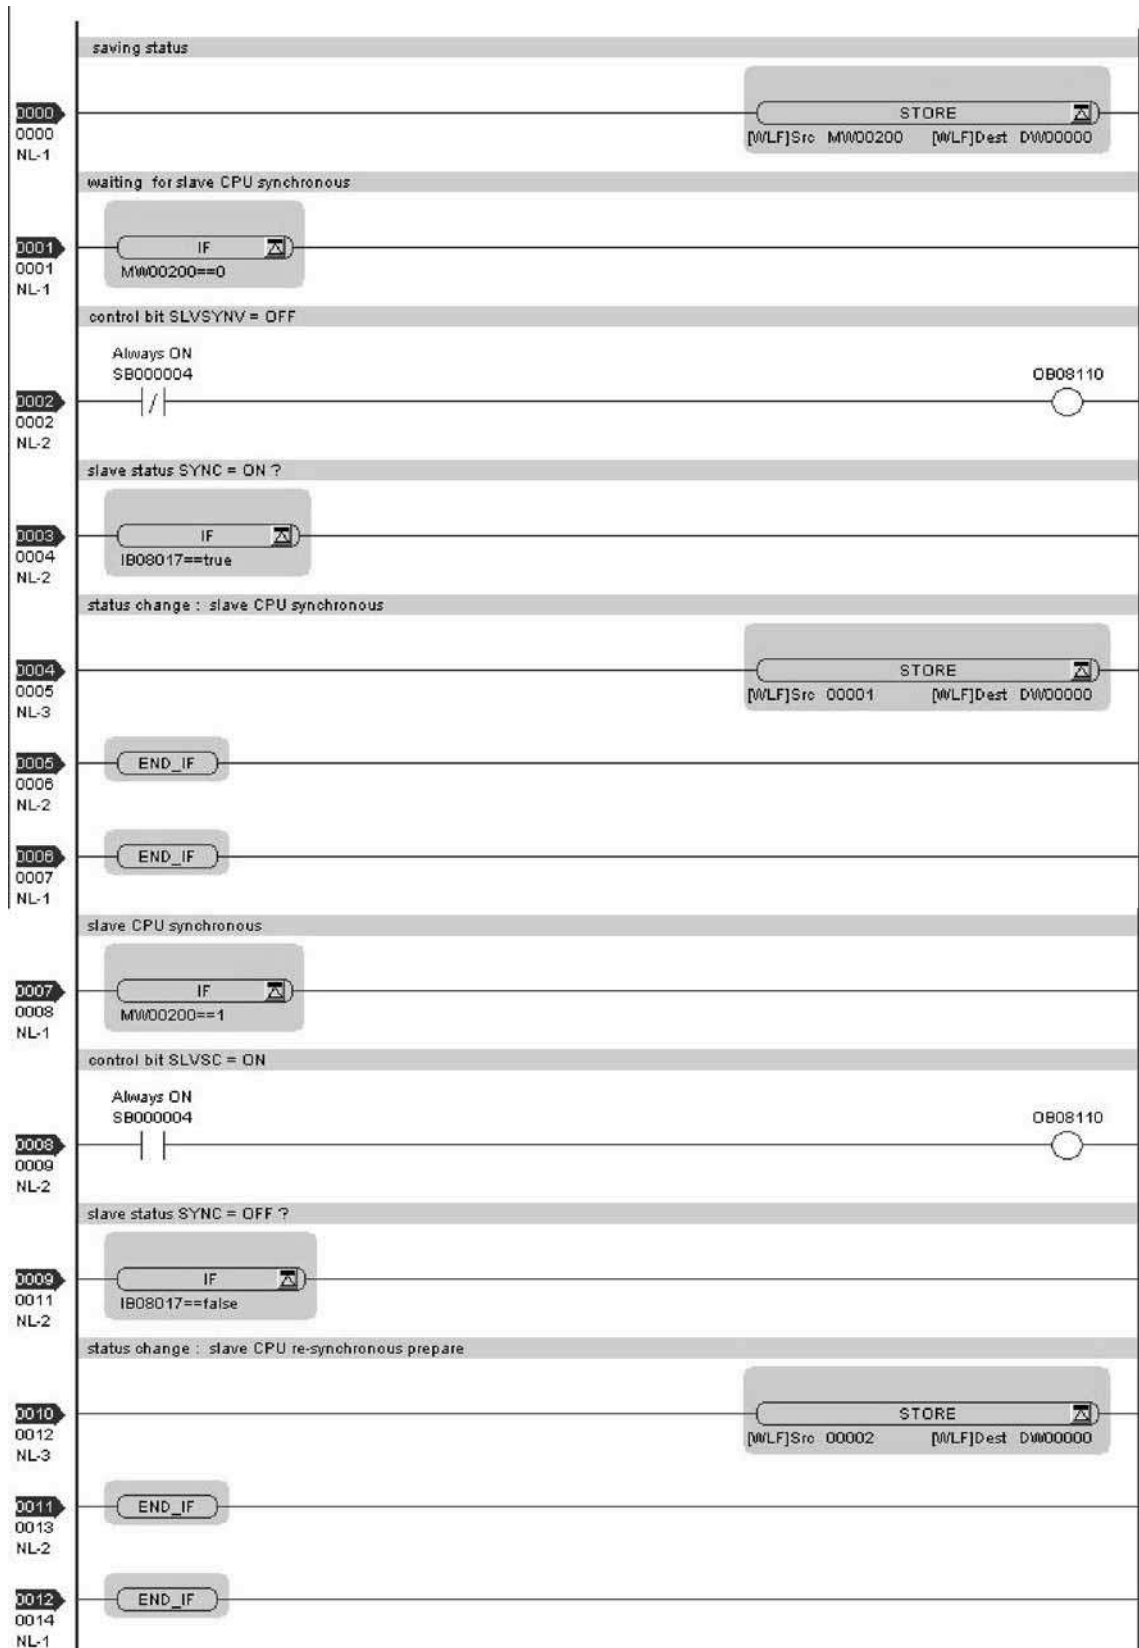 saving status
0000
0000
NL-1
STORE
[WLF]Src MW00200 [WLF]Dest DW00000
waiting for slave CPU synchronous
0001
0001
NL-1
IF
MW00200==0
control bit SLVSYNV = OFF
Always ON
SB000004
OB08110
0002
0002
NL-2
slave status SYNC = ON ?
0003
0004
NL-2
IF
IB08017==true
status change : slave CPU synchronous
0004
0005
NL-3
STORE
[WLF]Src 00001 [WLF]Dest DW00000
0005
0006
NL-2
END_IF
0006
0007
NL-1
END_IF
slave CPU synchronous
0007
0008
NL-1
IF
MW00200==1
control bit SLVSC = ON
Always ON
SB000004
OB08110
0008
0009
NL-2
slave status SYNC = OFF ?
0009
0011
NL-2
IF
IB08017==false
status change : slave CPU re-synchronous prepare
0010
0012
NL-3
STORE
[WLF]Src 00002 [WLF]Dest DW00000
0011
0013
NL-2
END_IF
0012
0014
NL-1
END_IF